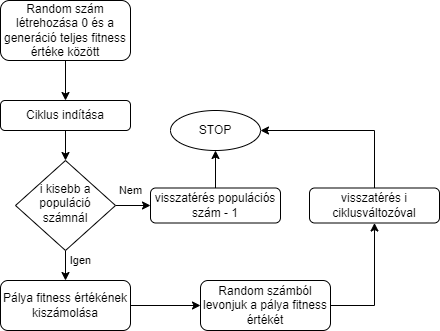 Random szám
létrehozása 0 és a
generáció teljes fitness
értéke között
Ciklus indítása
STOP
i kisebb a
populáció
számnál
Nem
visszatérés populációs
szám - 1
visszatérés i
ciklusváltozóval
Igen
Pálya fitness értékének
kiszámolása
Random számból
levonjuk a pálya fitness
értékét